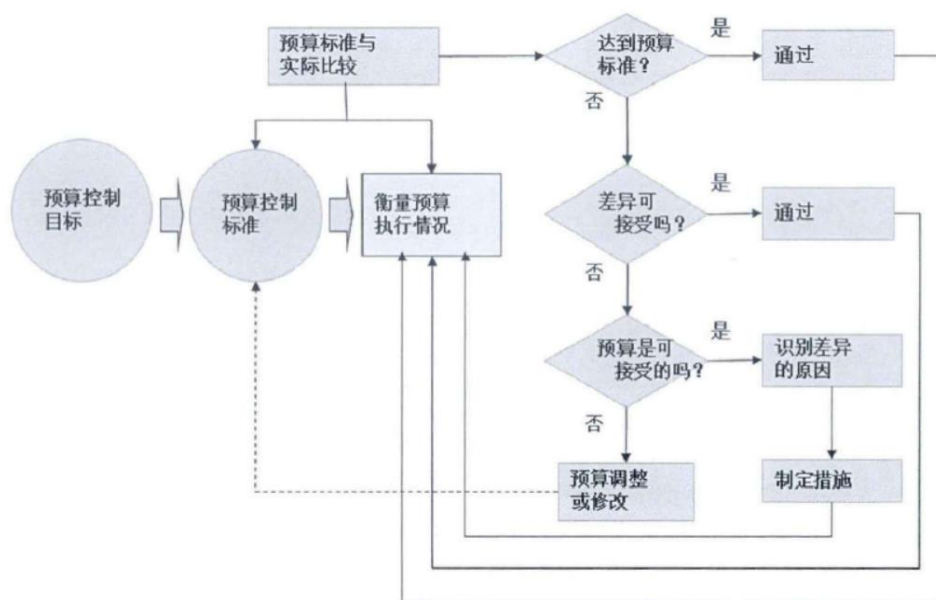 预算标准与
实际比较
达到预算
标准?
是
通过
否
预算控制
目标
预算控制
标准
衡量预算
执行情况
差异可
接受吗?
是
通过
否
预算是可
接受的吗?
是
识别差异
的原因
否
预算调整
或修改
制定措施